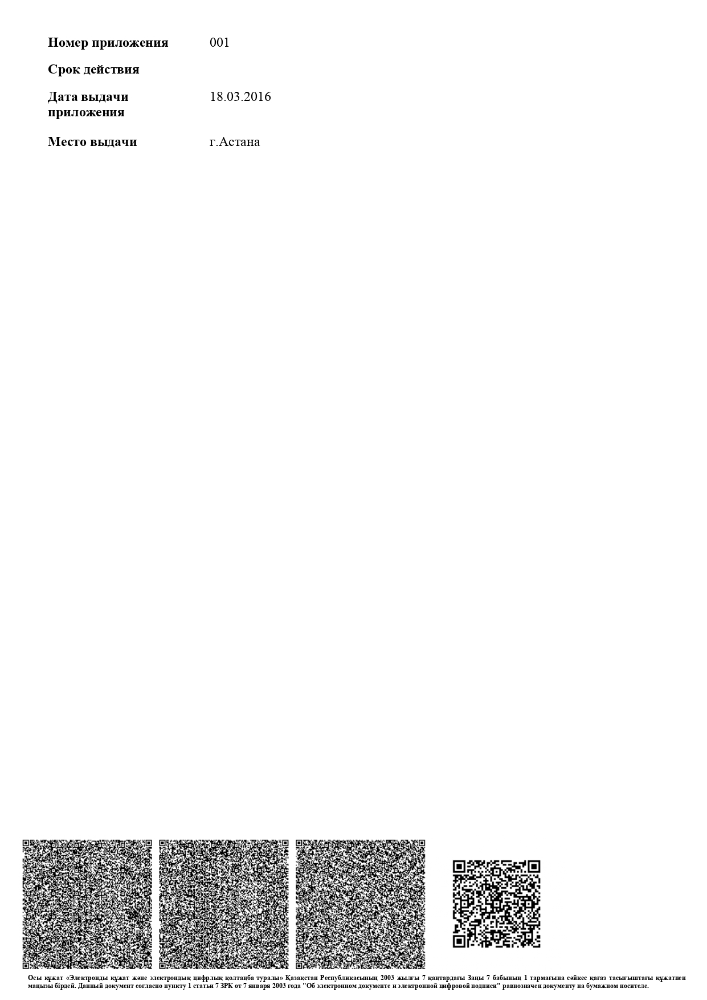 Номер приложения 001
Срок действия
Дата выдачи 18.03.2016
приложения
Место выдачи г.Астана
Осы құжат «Электронды құжат және электрондық цифрлық қолтаңба туралы» Қазақстан Республикасының 2003 жылғы 7 қаңтардағы Заңы 7 бабының 1 тармағына сәйкес қағаз тасығыштағы құжатпен
маңызы бірдей. Данный документ согласно пункту 1 статьи 7 ЗРК от 7 января 2003 года "Об электронном документе и электронной цифровой подписи" равнозначен документу на бумажном носителе.